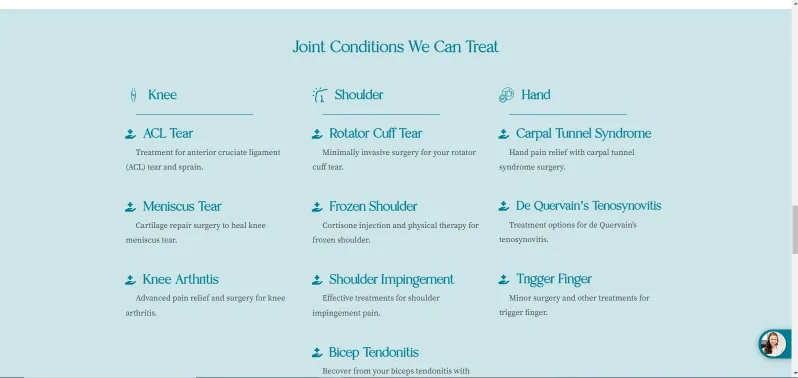 Joint Conditions We Can Treat
Knee
ACL Tear
Treatment for anterior cruciate ligament
(ACL) tear and sprain.
Meniscus Tear
Cartilage repair surgery to heal knee
meniscus tear.
Knee Arthritis
Advanced pain relief and surgery for knee
arthritis.
Shoulder
Rotator Cuff Tear
Minimally invasive surgery for your rotator
cuff tear.
Frozen Shoulder
Cortisone injection and physical therapy for
frozen shoulder.
Shoulder Impingement
Effective treatments for shoulder
impingement pain.
Bicep Tendonitis
Recover from your biceps tendonitis with
Hand
Carpal Tunnel Syndrome
Hand pain relief with carpal tunnel
syndrome surgery.
De Quervain's Tenosynovitis
Treatment options for de Quervain's
tenosynovitis.
Trigger Finger
Minor surgery and other treatments for
trigger finger.